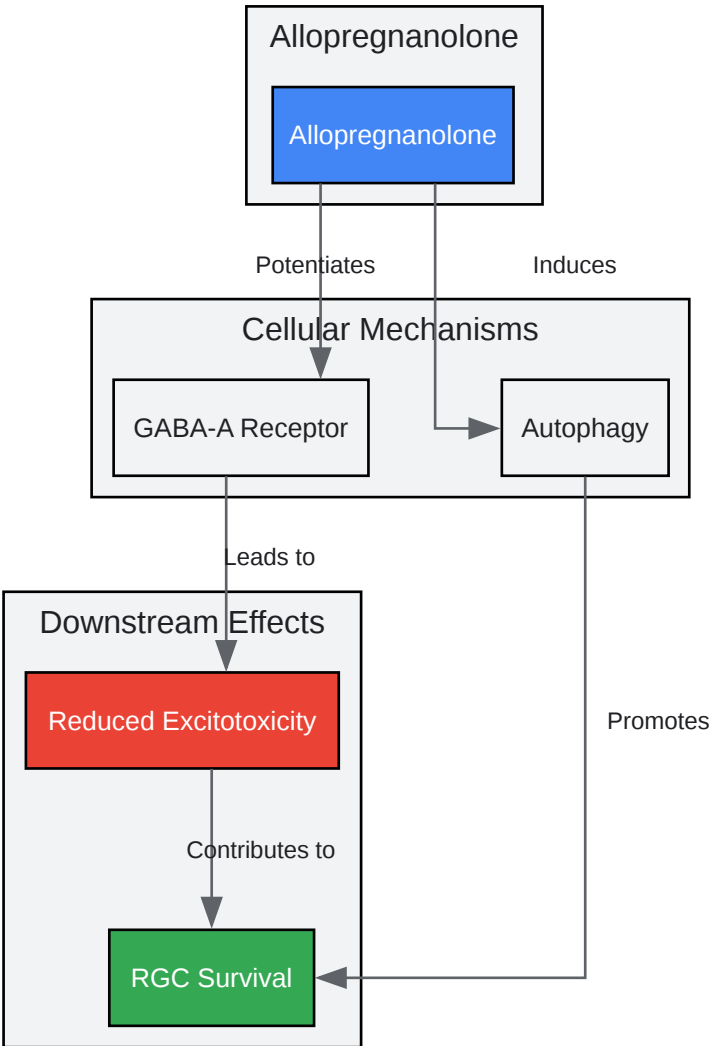 Allopregnanolone
Allopregnanolone
Potentiates
Induces
Cellular Mechanisms
GABA-A Receptor
Autophagy
Leads to
Downstream Effects
Reduced Excitotoxicity
Promotes
Contributes to
RGC Survival